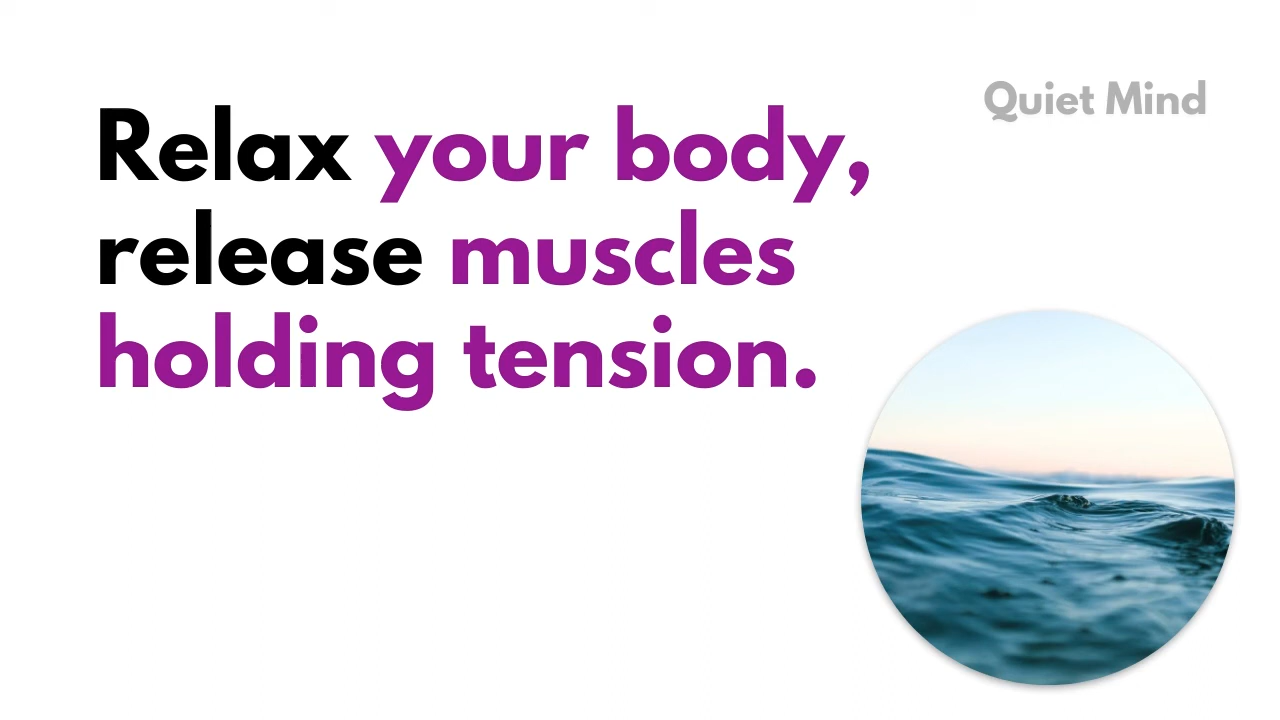 Quiet Mind
Relax your body,
release muscles
holding tension.